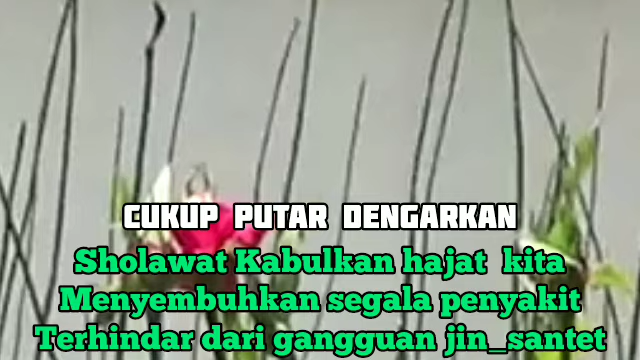 CUKUP PUTAR DENGARKAN
Sholawat Kabulkan hajat kita
Menyembuhkan segala penyakit
Terhindar dari gangguan jin_santet